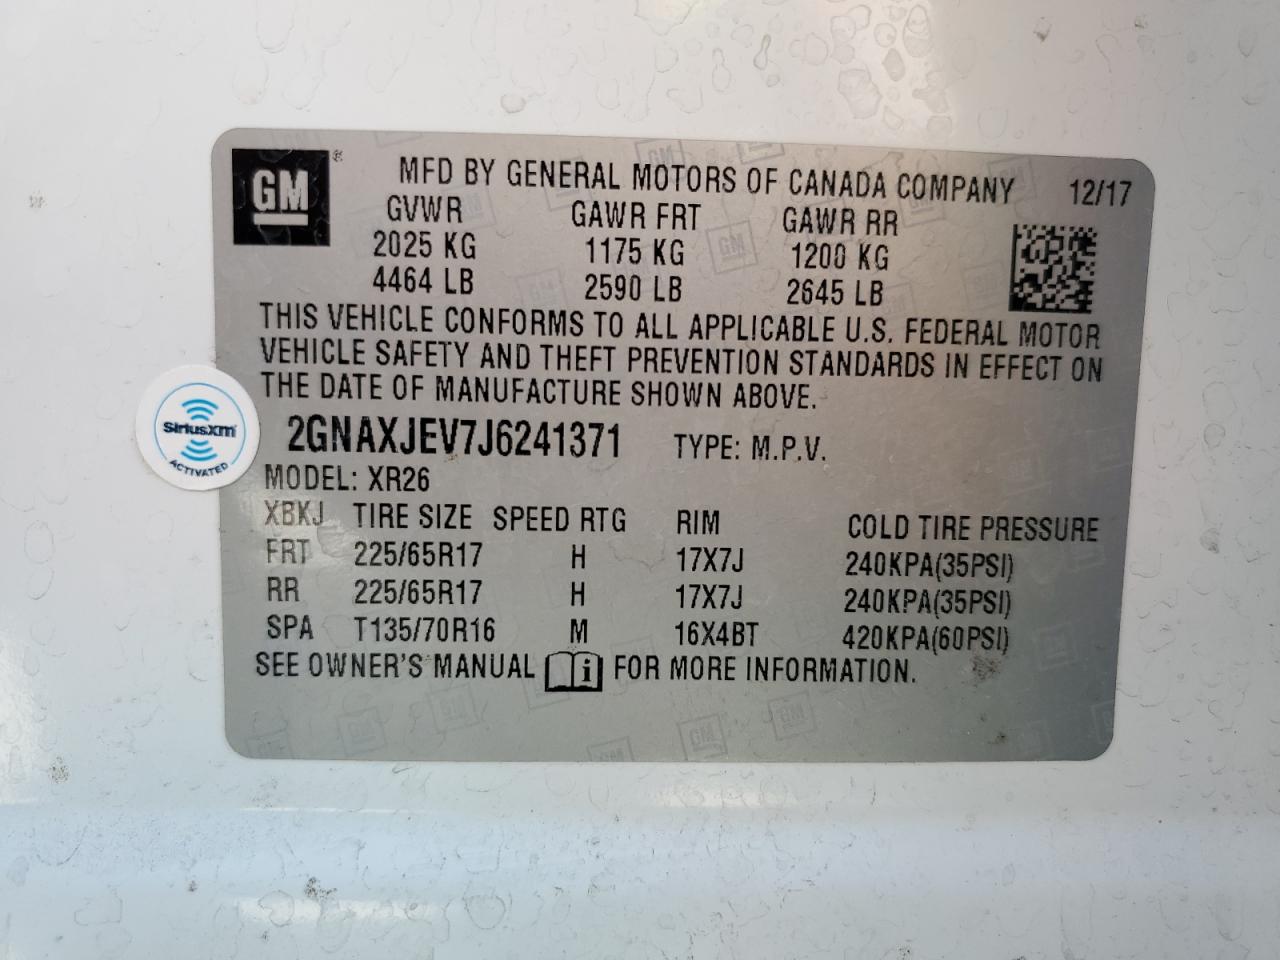 GM®
MFD BY GENERAL MOTORS OF CANADA COMPANY 12/17
GVWR GAWR FRT GAWR RR
2025 KG 1175 KG 1200 KG
4464 LB 2590 LB 2645 LB
THIS VEHICLE CONFORMS TO ALL APPLICABLE U.S. FEDERAL MOTOR
VEHICLE SAFETY AND THEFT PREVENTION STANDARDS IN EFFECT ON
THE DATE OF MANUFACTURE SHOWN ABOVE.
2GNAXJEV7J6241371 TYPE: M.P.V.
SiriusXM
ACTIVATED
MODEL: XR26
XBKJ TIRE SIZE SPEED RTG RIM COLD TIRE PRESSURE
FRT 225/65R17 H 17X7J 240KPA(35PSI)
RR 225/65R17 H 17X7J 240KPA(35PSI)
SPA T135/70R16 M 16X4BT 420KPA(60PSI)
SEE OWNER'S MANUAL i FOR MORE INFORMATION.